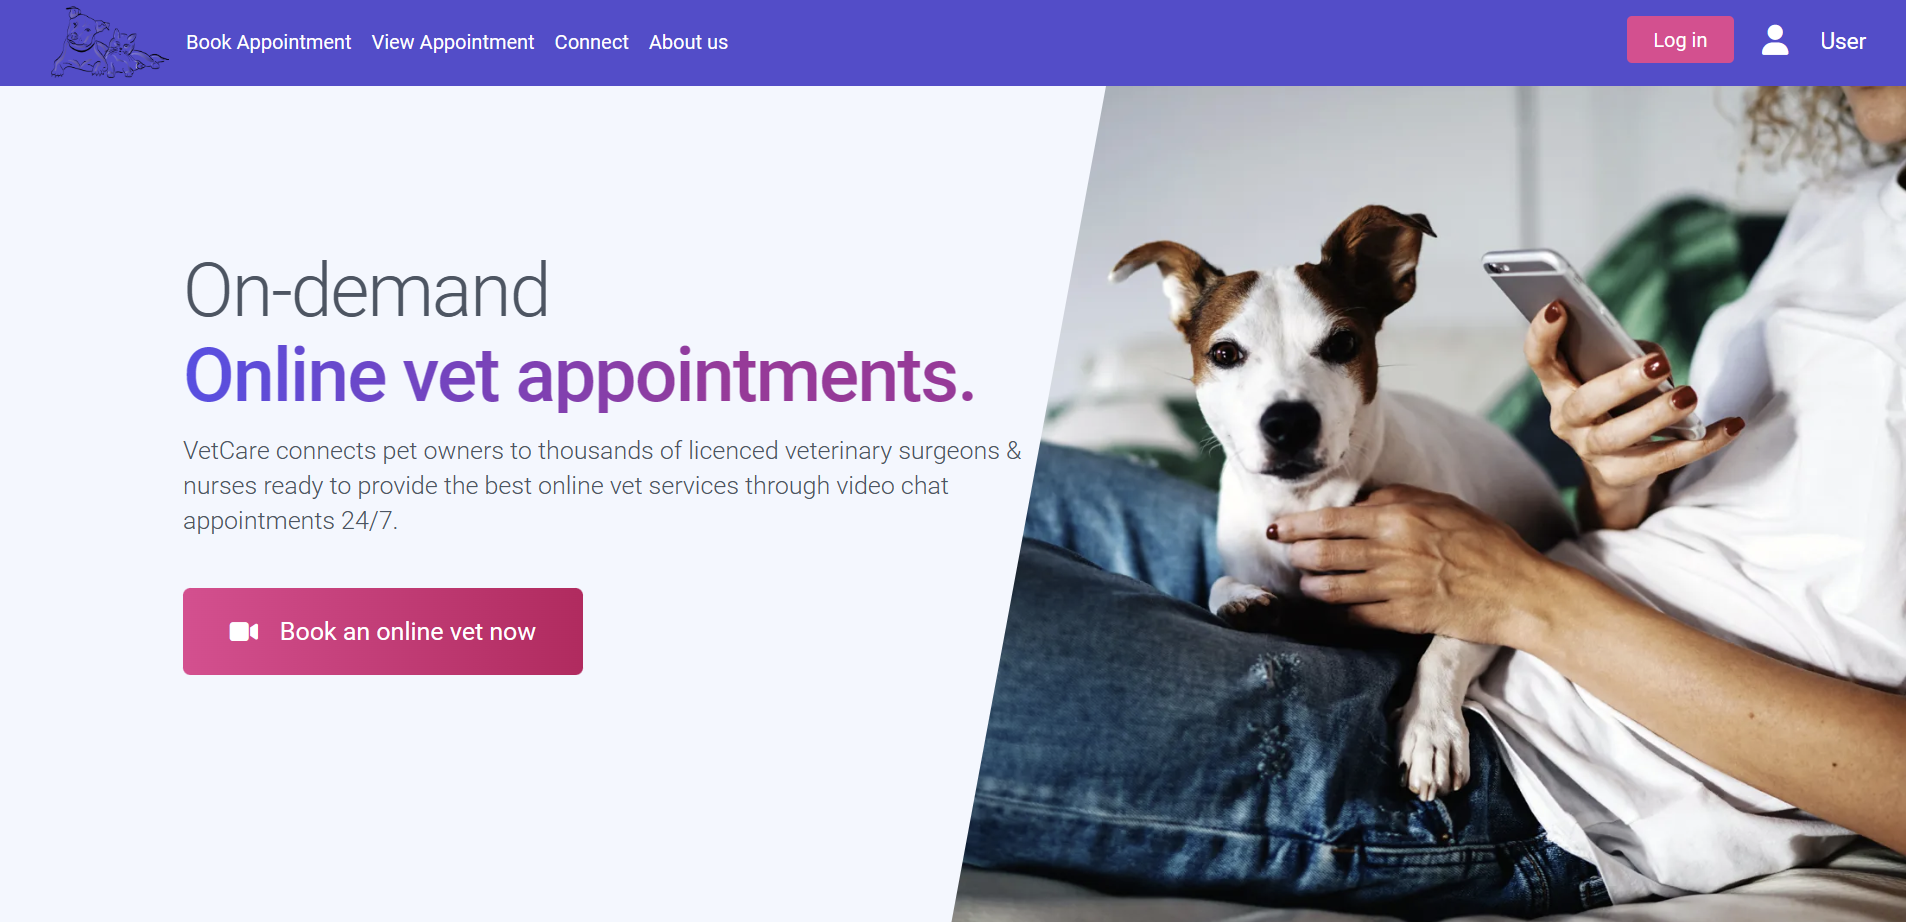 Book Appointment View Appointment Connect About us Log in User
On-demand
Online vet appointments.
VetCare connects pet owners to thousands of licenced veterinary surgeons &
nurses ready to provide the best online vet services through video chat
appointments 24/7.
Book an online vet now